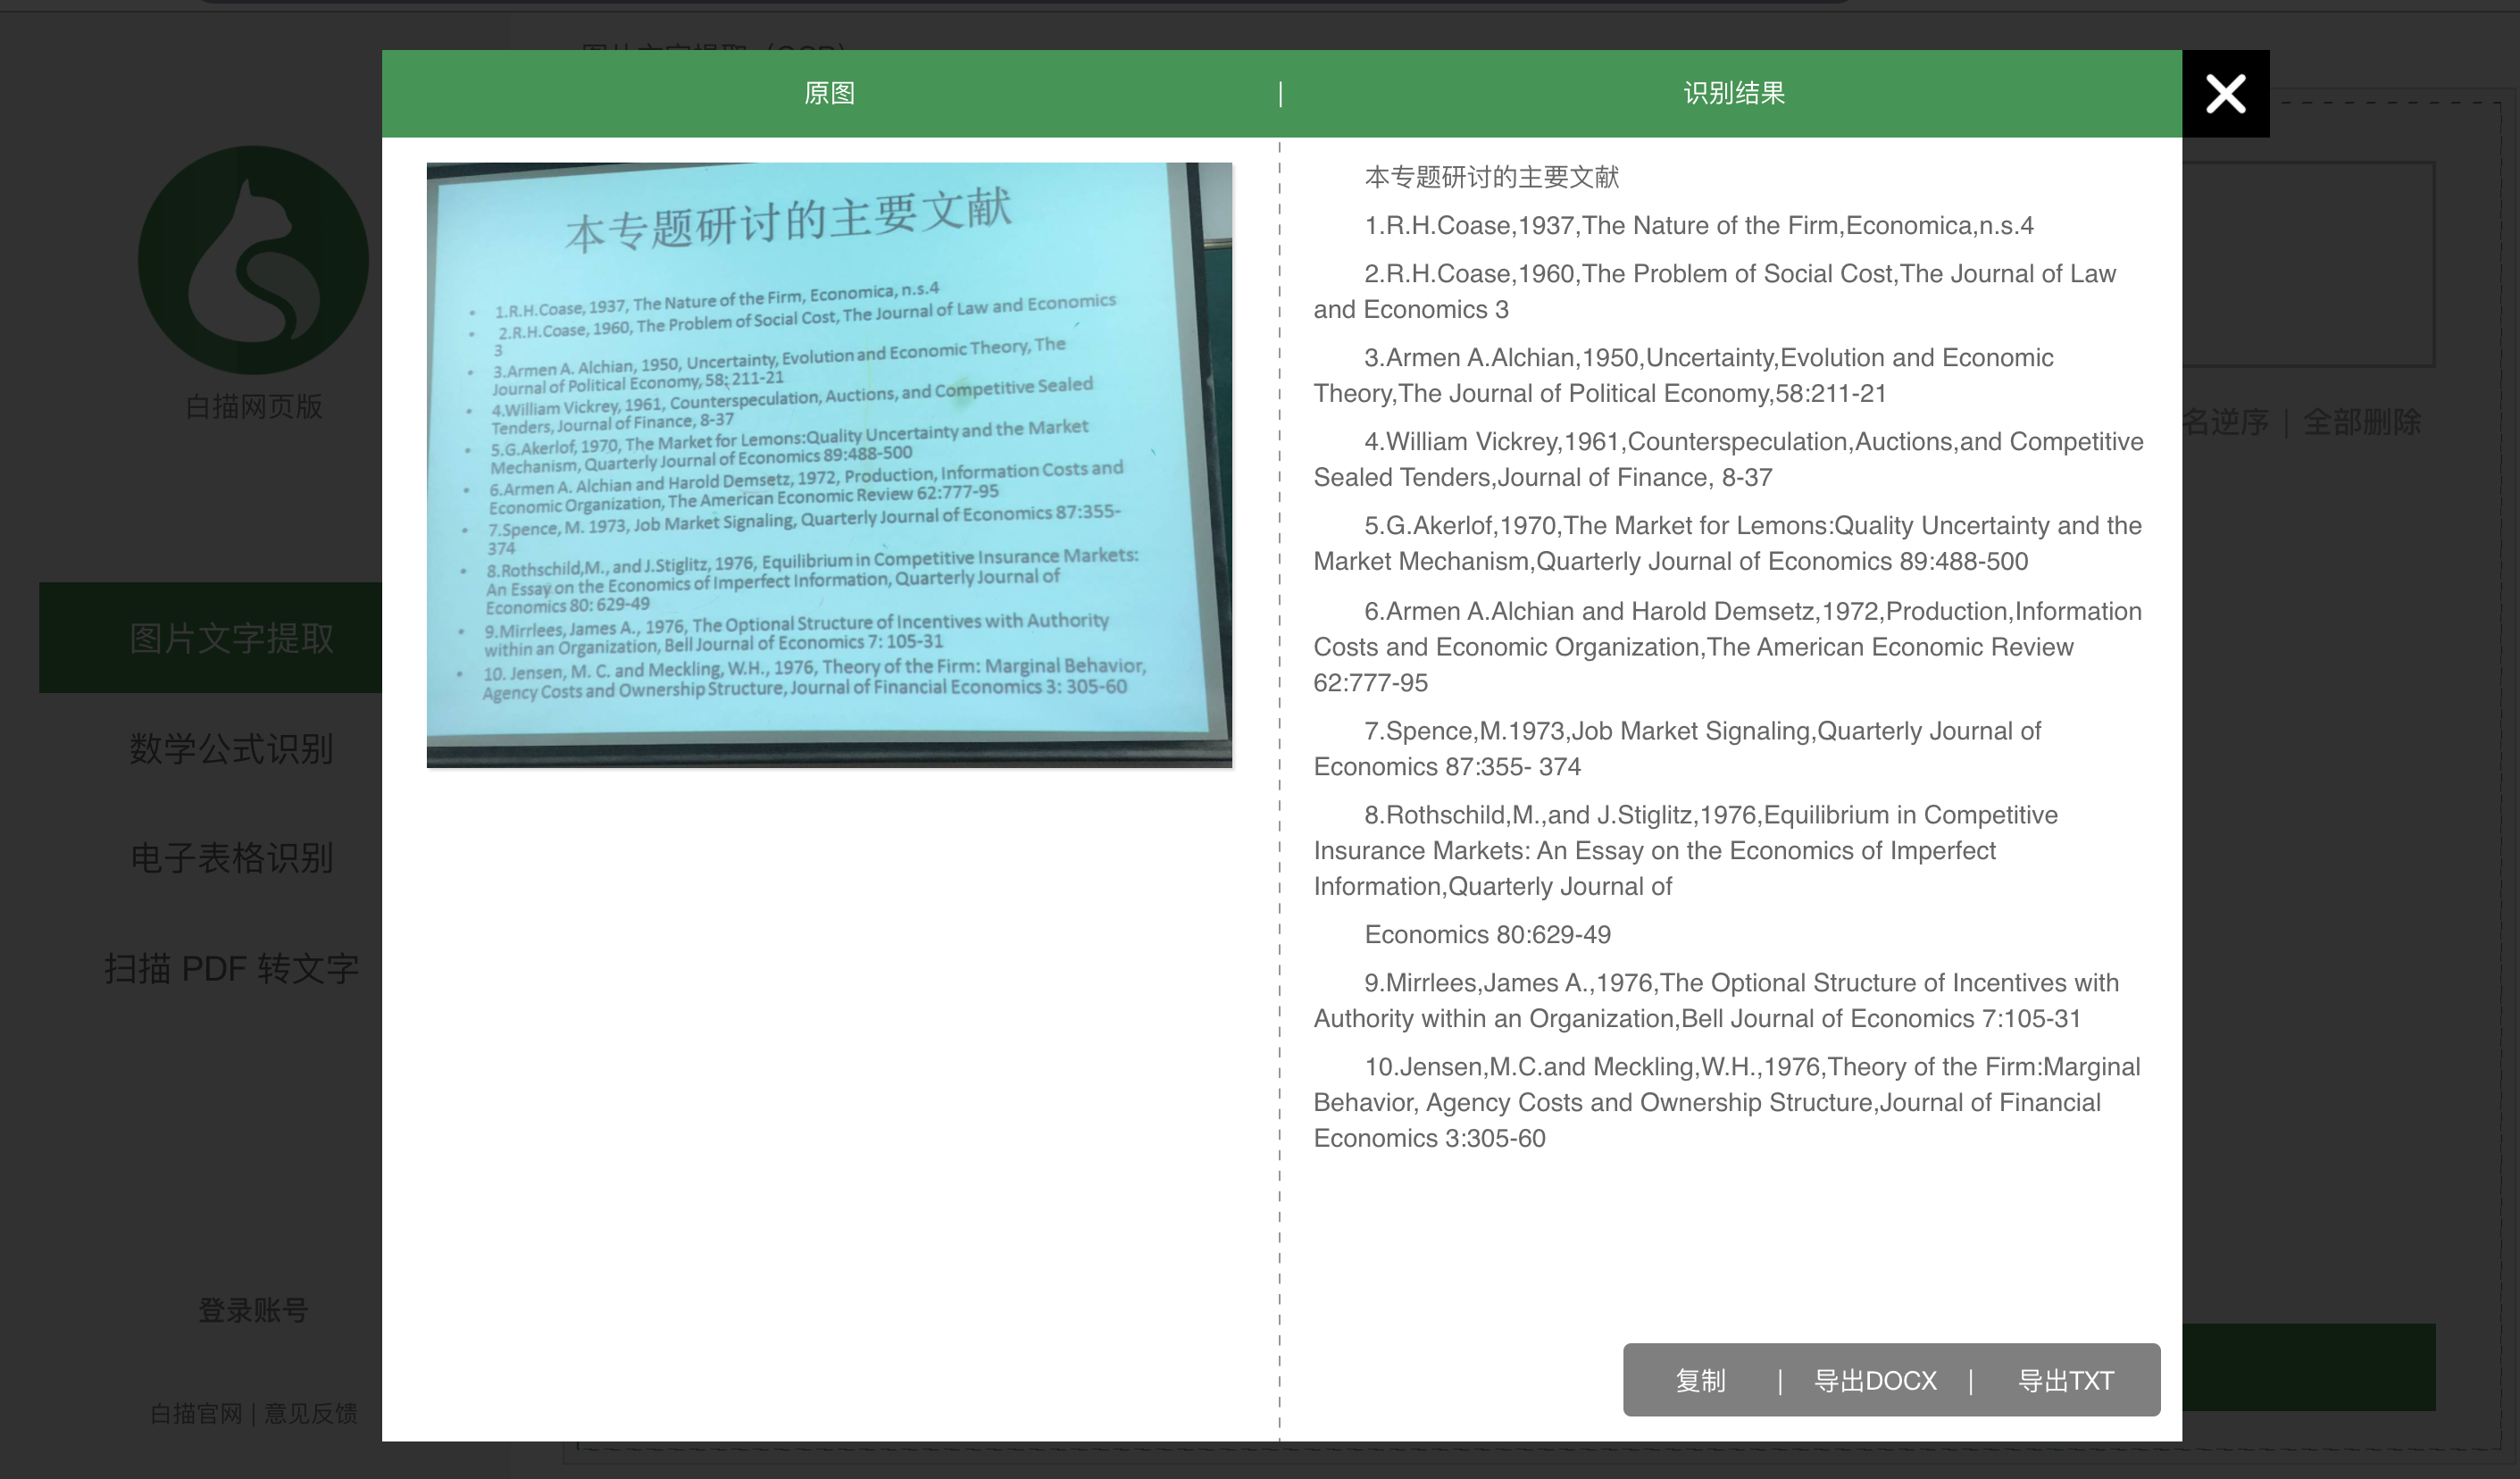 图片文字提取（OCR）
原图 | 识别结果
白描网页版
图片文字提取
数学公式识别
电子表格识别
扫描 PDF 转文字
登录账号
白描官网 | 意见反馈
本专题研讨的主要文献
• 1.R.H.Coase, 1937, The Nature of the Firm, Economica, n.s.4
• 2.R.H.Coase, 1960, The Problem of Social Cost, The Journal of Law and Economics
3
• 3.Armen A. Alchian, 1950, Uncertainty, Evolution and Economic Theory, The
Journal of Political Economy, 58: 211-21
• 4.William Vickrey, 1961, Counterspeculation, Auctions, and Competitive Sealed
Tenders, Journal of Finance, 8-37
• 5.G.Akerlof, 1970, The Market for Lemons:Quality Uncertainty and the Market
Mechanism, Quarterly Journal of Economics 89:488-500
• 6.Armen A. Alchian and Harold Demsetz, 1972, Production, Information Costs and
Economic Organization, The American Economic Review 62:777-95
• 7.Spence, M. 1973, Job Market Signaling, Quarterly Journal of Economics 87:355-
374
• 8.Rothschild,M., and J.Stiglitz, 1976, Equilibrium in Competitive Insurance Markets:
An Essay on the Economics of Imperfect Information, Quarterly Journal of
Economics 80: 629-49
• 9.Mirrlees, James A., 1976, The Optional Structure of Incentives with Authority
within an Organization, Bell Journal of Economics 7: 105-31
• 10. Jensen, M. C. and Meckling, W.H., 1976, Theory of the Firm: Marginal Behavior,
Agency Costs and Ownership Structure, Journal of Financial Economics 3: 305-60
本专题研讨的主要文献
1.R.H.Coase,1937,The Nature of the Firm,Economica,n.s.4
2.R.H.Coase,1960,The Problem of Social Cost,The Journal of Law
and Economics 3
3.Armen A.Alchian,1950,Uncertainty,Evolution and Economic
Theory,The Journal of Political Economy,58:211-21
4.William Vickrey,1961,Counterspeculation,Auctions,and Competitive
Sealed Tenders,Journal of Finance, 8-37
5.G.Akerlof,1970,The Market for Lemons:Quality Uncertainty and the
Market Mechanism,Quarterly Journal of Economics 89:488-500
6.Armen A.Alchian and Harold Demsetz,1972,Production,Information
Costs and Economic Organization,The American Economic Review
62:777-95
7.Spence,M.1973,Job Market Signaling,Quarterly Journal of
Economics 87:355- 374
8.Rothschild,M.,and J.Stiglitz,1976,Equilibrium in Competitive
Insurance Markets: An Essay on the Economics of Imperfect
Information,Quarterly Journal of
Economics 80:629-49
9.Mirrlees,James A.,1976,The Optional Structure of Incentives with
Authority within an Organization,Bell Journal of Economics 7:105-31
10.Jensen,M.C.and Meckling,W.H.,1976,Theory of the Firm:Marginal
Behavior, Agency Costs and Ownership Structure,Journal of Financial
Economics 3:305-60
复制 | 导出DOCX | 导出TXT
名逆序 | 全部删除